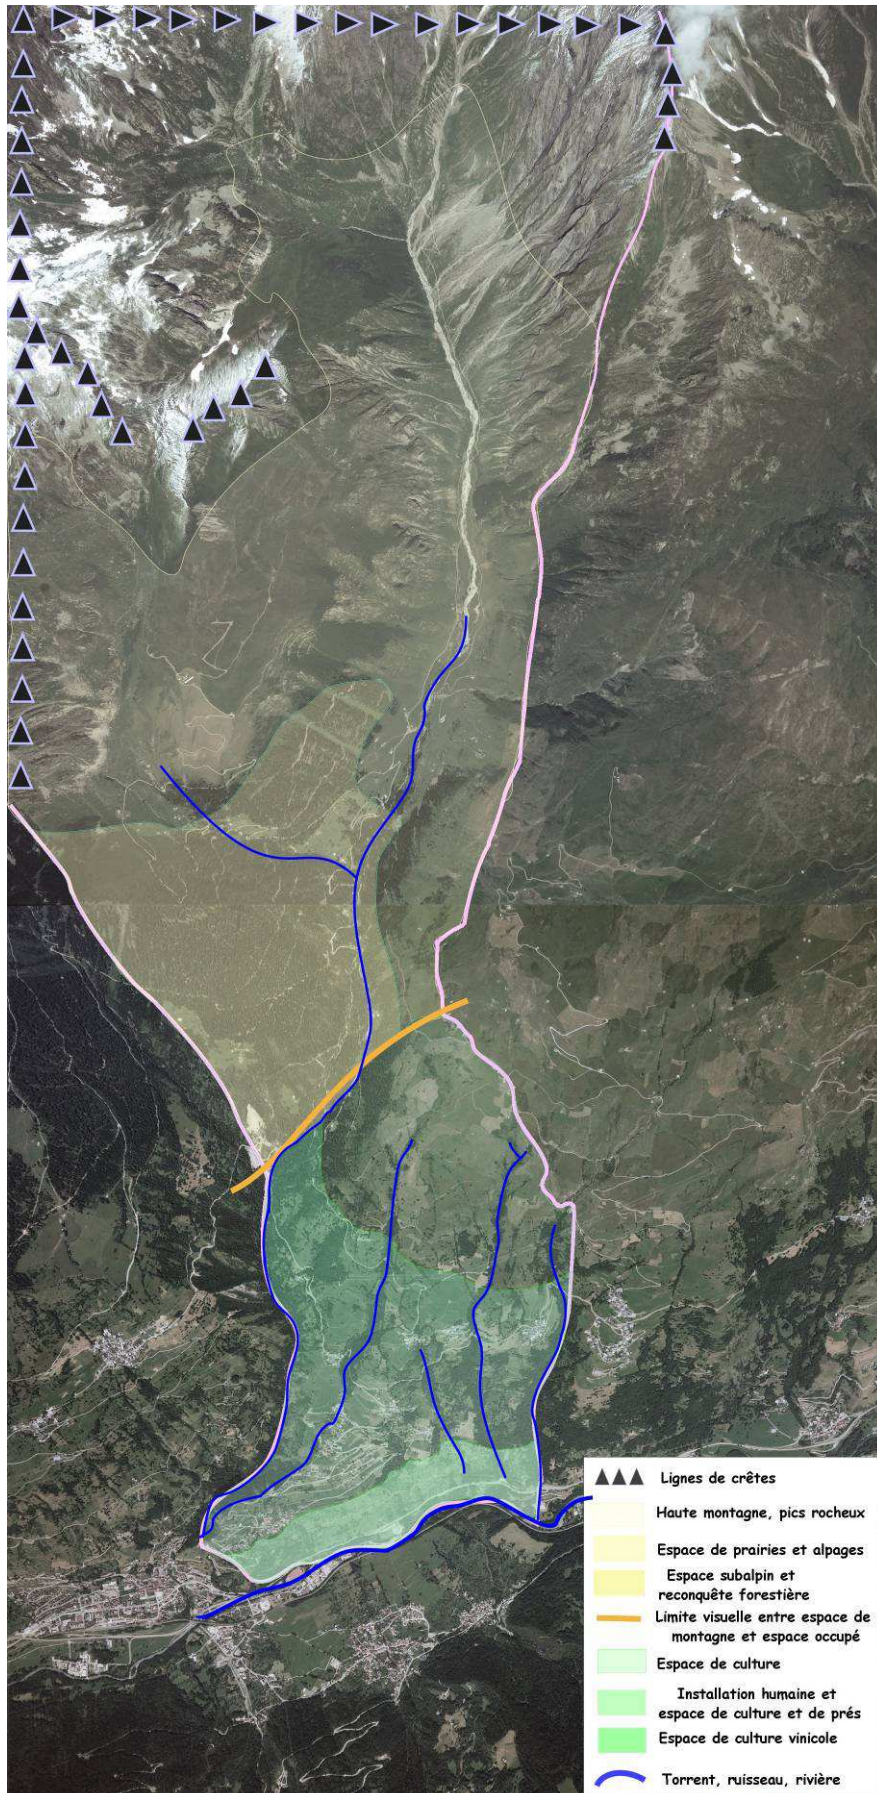 Lignes de crêtes
Haute montagne, pics rocheux
Espace de prairies et alpages
Espace subalpin et
reconquête forestière
Limite visuelle entre espace de
montagne et espace occupé
Espace de culture
Installation humaine et
espace de culture et de prés
Espace de culture vinicole
Torrent, ruisseau, rivière